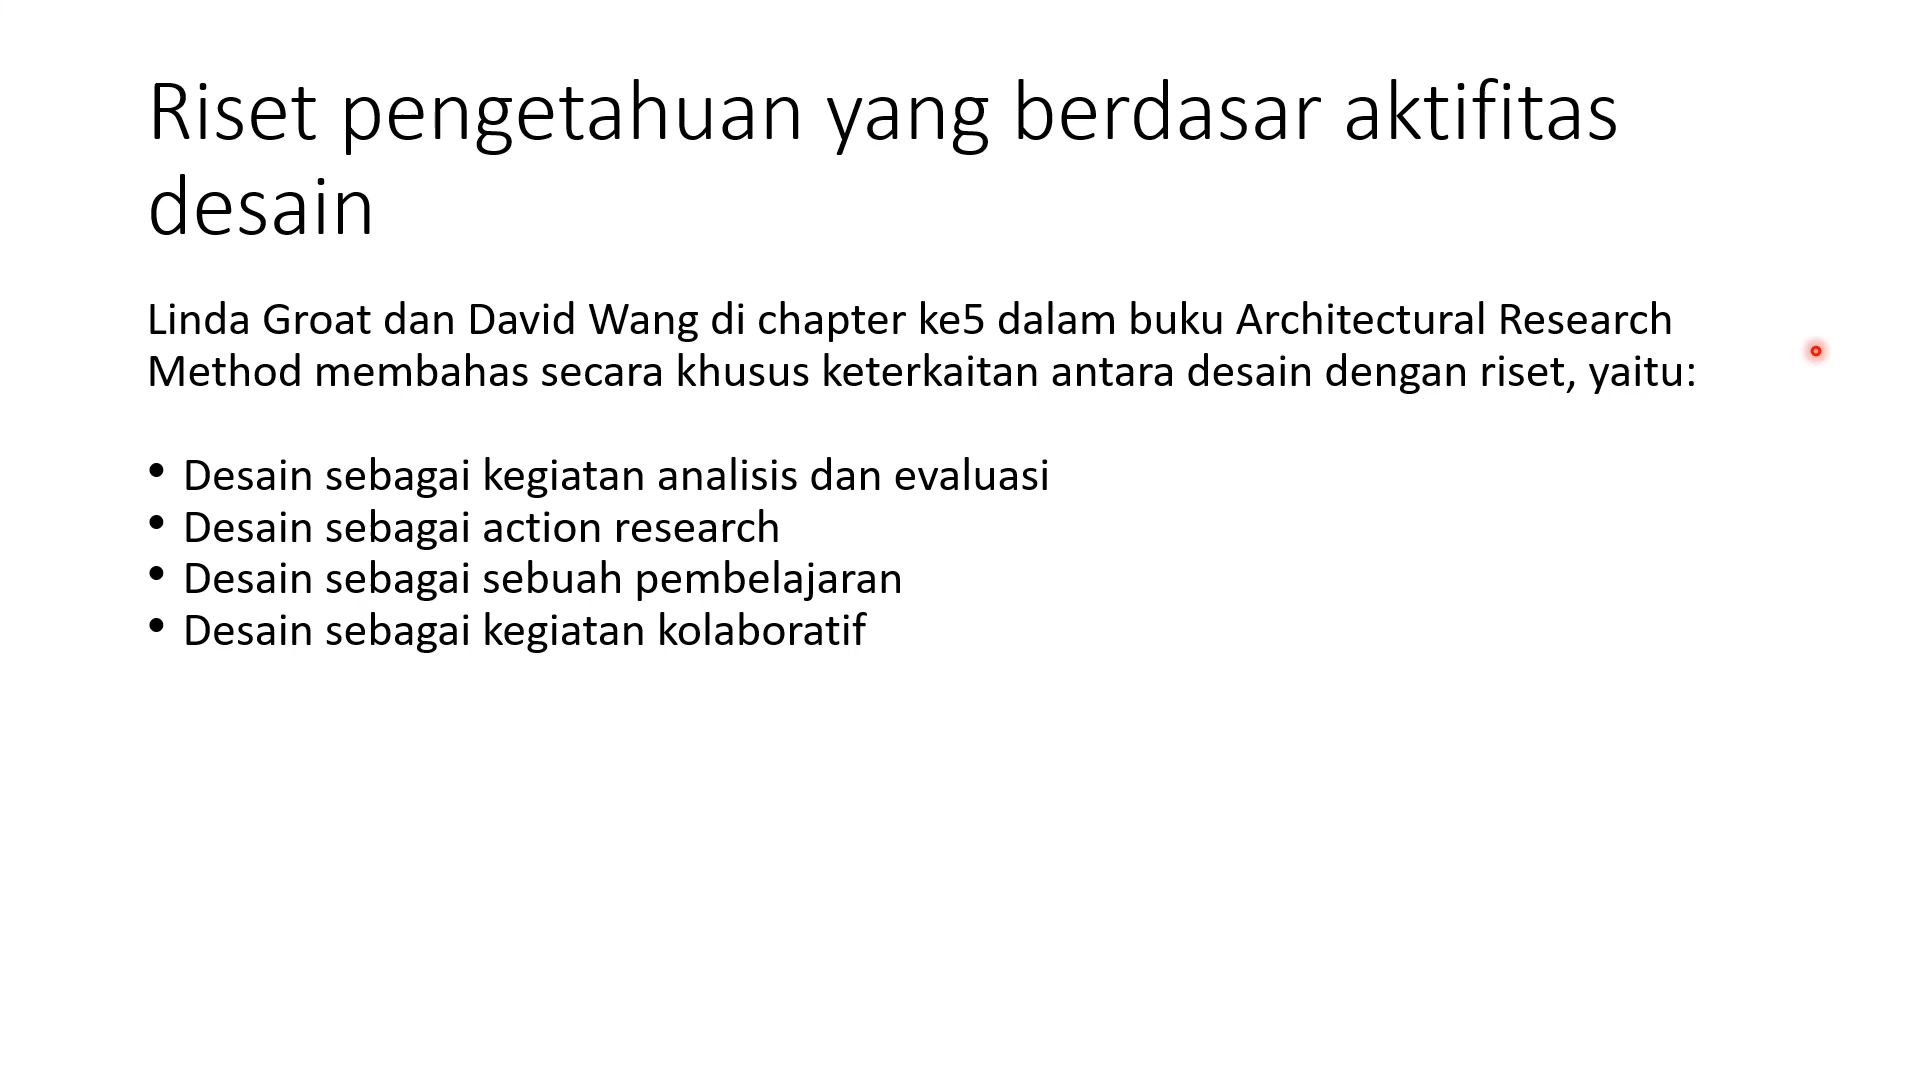 Riset pengetahuan yang berdasar aktifitas
desain
Linda Groat dan David Wang di chapter ke5 dalam buku Architectural Research
Method membahas secara khusus keterkaitan antara desain dengan riset, yaitu:
• Desain sebagai kegiatan analisis dan evaluasi
• Desain sebagai action research
• Desain sebagai sebuah pembelajaran
• Desain sebagai kegiatan kolaboratif